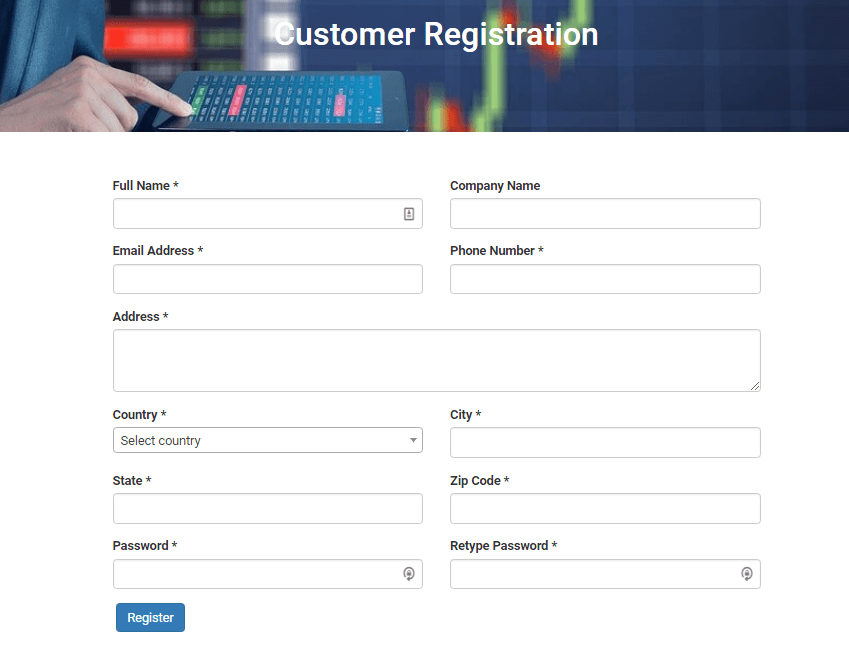 Customer Registration
Full Name *
Company Name
Email Address *
Phone Number *
Address *
Country *
City *
Select country
State *
Zip Code *
Password *
Retype Password *
Register